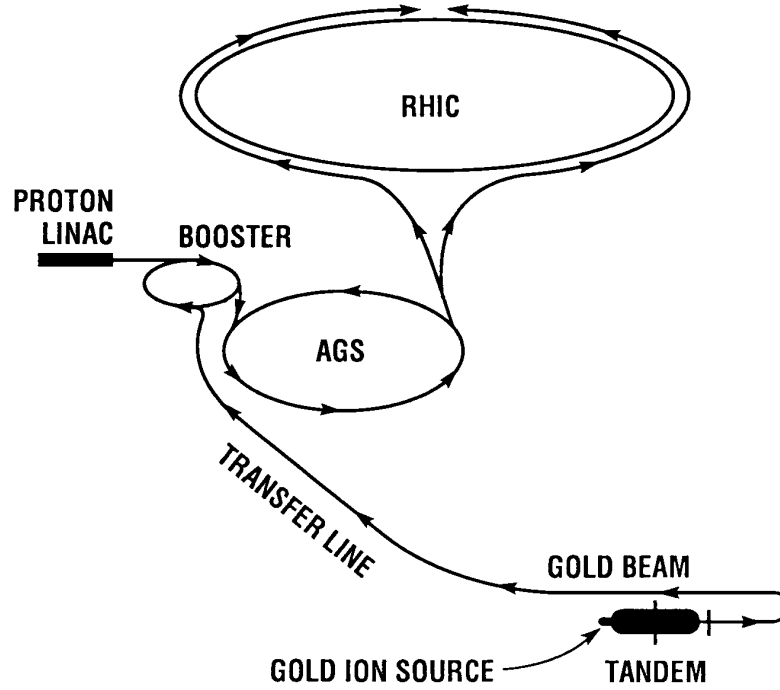 RHIC
PROTON
LINAC
BOOSTER
AGS
TRANSFER LINE
GOLD BEAM
GOLD ION SOURCE
TANDEM